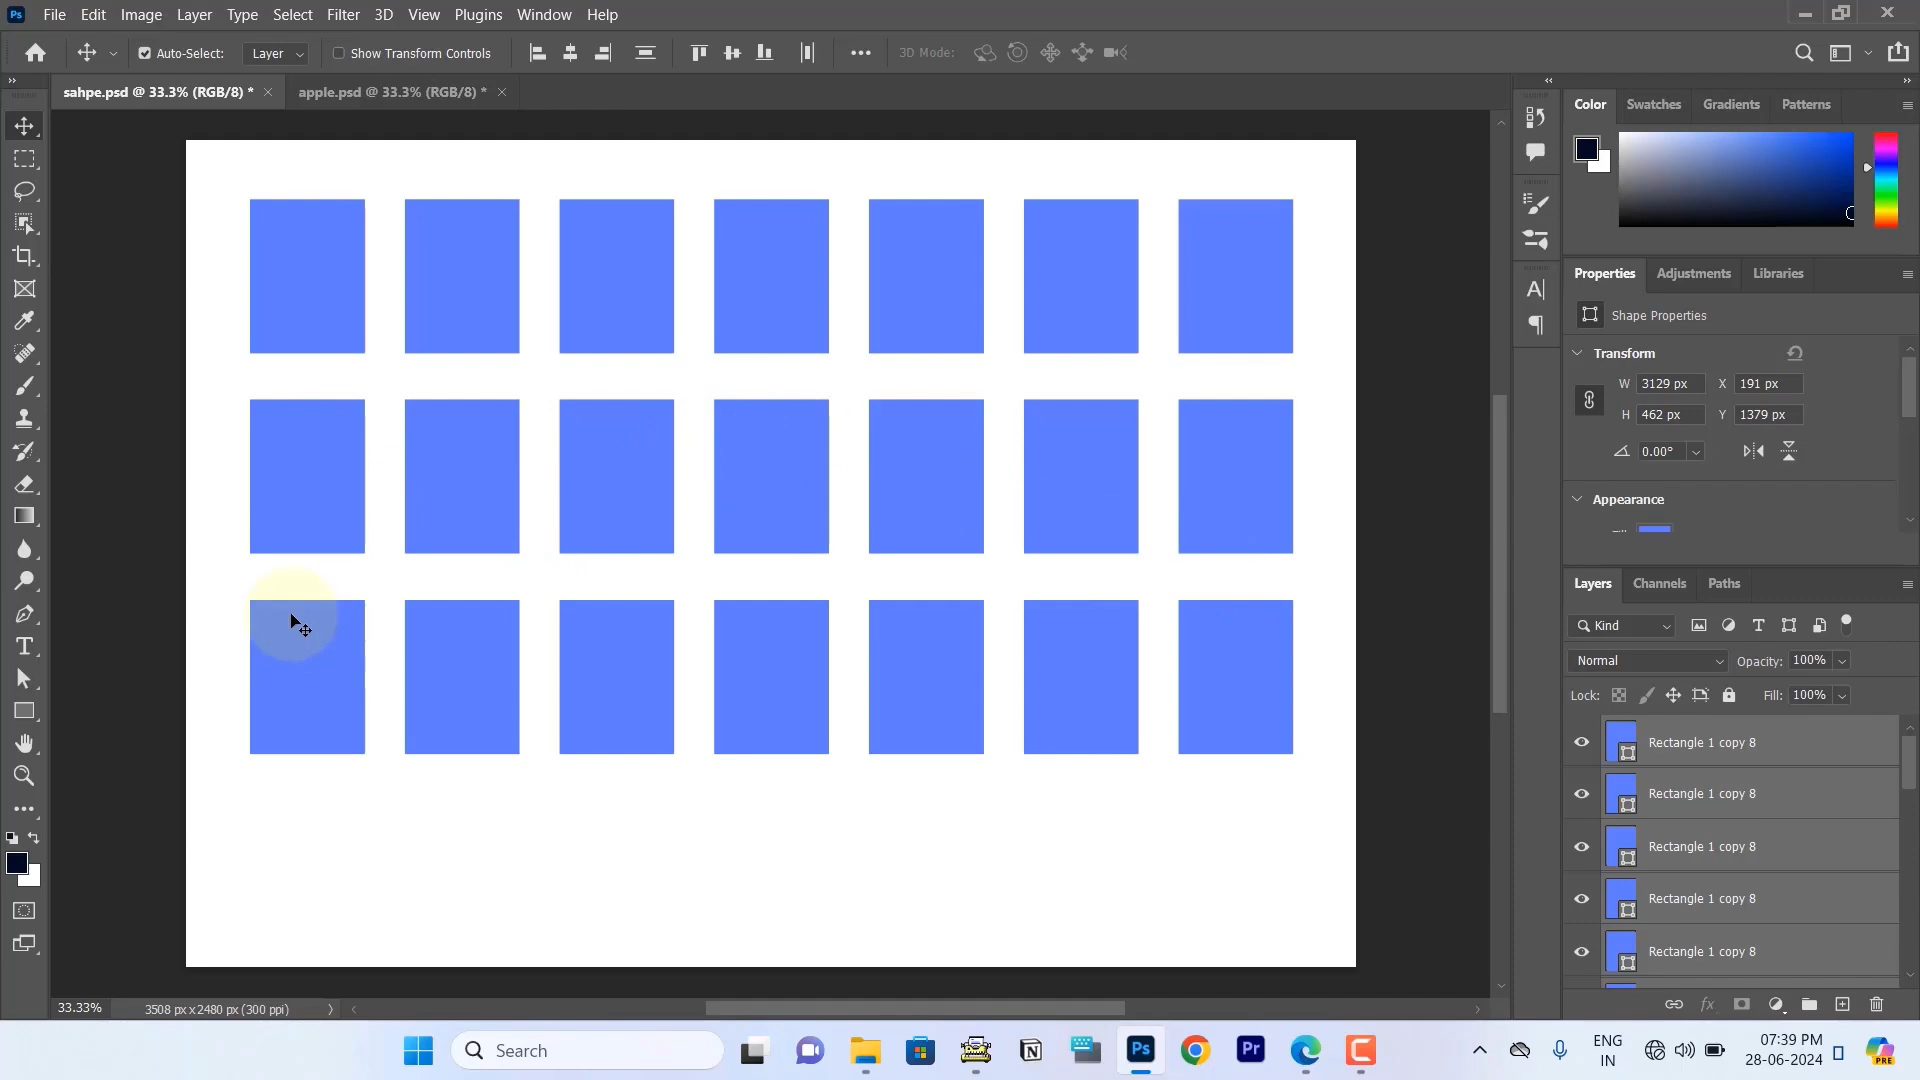 Ps File Edit Image Layer Type Select Filter 3D View Plugins Window Help
Auto-Select: Layer Show Transform Controls 3D Mode:
sahpe.psd @ 33.3% (RGB/8) * apple.psd @ 33.3% (RGB/8) *
Color Swatches Gradients Patterns
Properties Adjustments Libraries
Shape Properties
Transform
W 3129 px X 191 px
H 462 px Y 1379 px
0.00°
Appearance
Layers Channels Paths
Kind
Normal Opacity: 100%
Lock: Fill: 100%
Rectangle 1 copy 8
Rectangle 1 copy 8
Rectangle 1 copy 8
Rectangle 1 copy 8
Rectangle 1 copy 8
33.33% 3508 px x 2480 px (300 ppi)
Search
Ps
Pr
ENG
IN
07:39 PM
28-06-2024
PRE